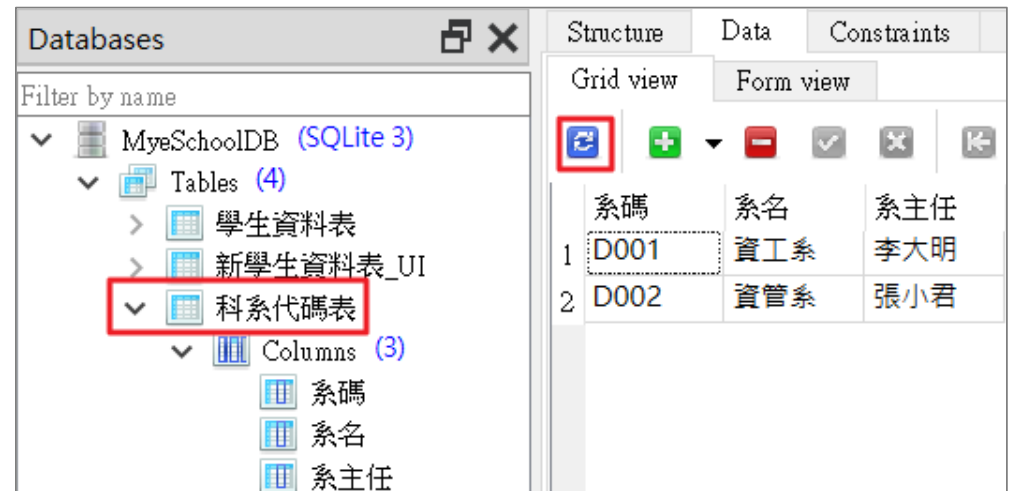 Databases
Filter by name
MyeSchoolDB (SQLite 3)
Tables (4)
學生資料表
新學生資料表_UI
科系代碼表
Columns (3)
系碼
系名
系主任
Structure Data Constraints
Grid view Form view
系碼 系名 系主任
1 D001 資工系 李大明
2 D002 資管系 張小君